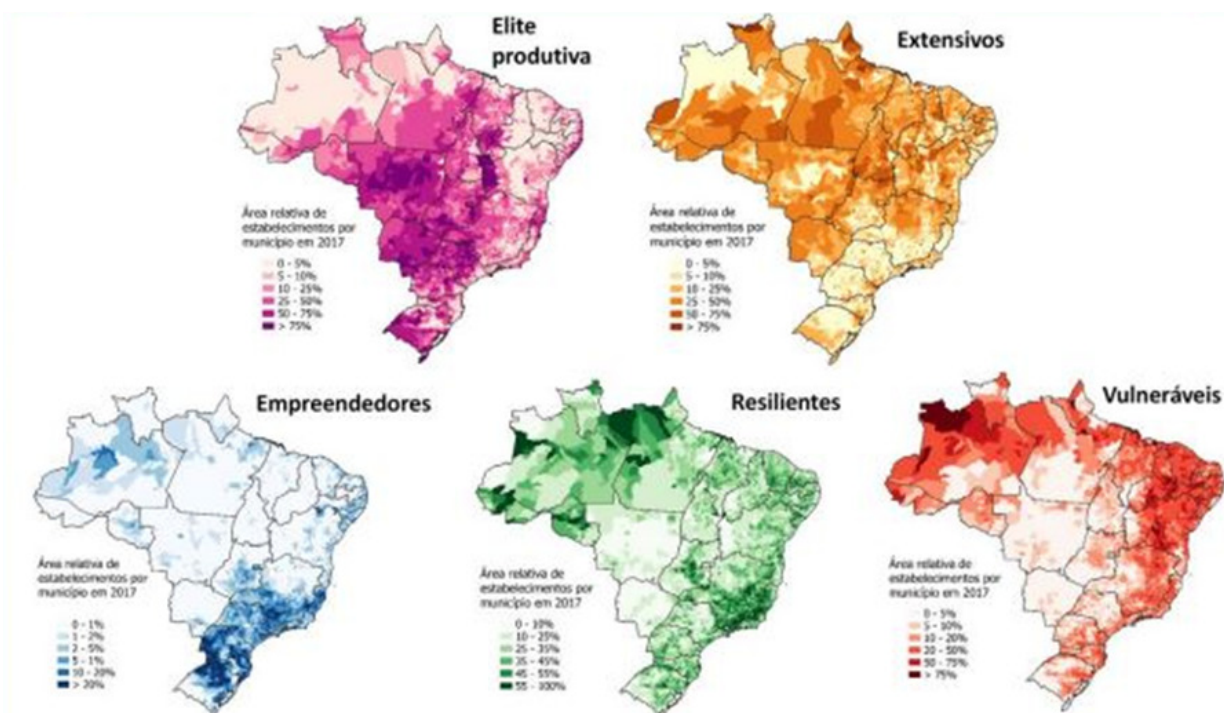 Elite
produtiva
Área relativa de
estabelecimentos por
município em 2017
0 - 5%
5 - 10%
10 - 25%
25 - 50%
50 - 75%
> 75%
Extensivos
Área relativa de
estabelecimentos por
município em 2017
0 - 5%
5 - 10%
10 - 25%
25 - 50%
50 - 75%
> 75%
Empreendedores
Área relativa de
estabelecimentos por
município em 2017
0 - 1%
1 - 2%
2 - 5%
5 - 1%
10 - 20%
> 20%
Resilientes
Área relativa de
estabelecimentos por
município em 2017
0 - 10%
10 - 25%
25 - 35%
35 - 45%
45 - 55%
55 - 100%
Vulneráveis
Área relativa de
estabelecimentos por
município em 2017
0 - 5%
5 - 10%
10 - 20%
20 - 50%
50 - 75%
> 75%